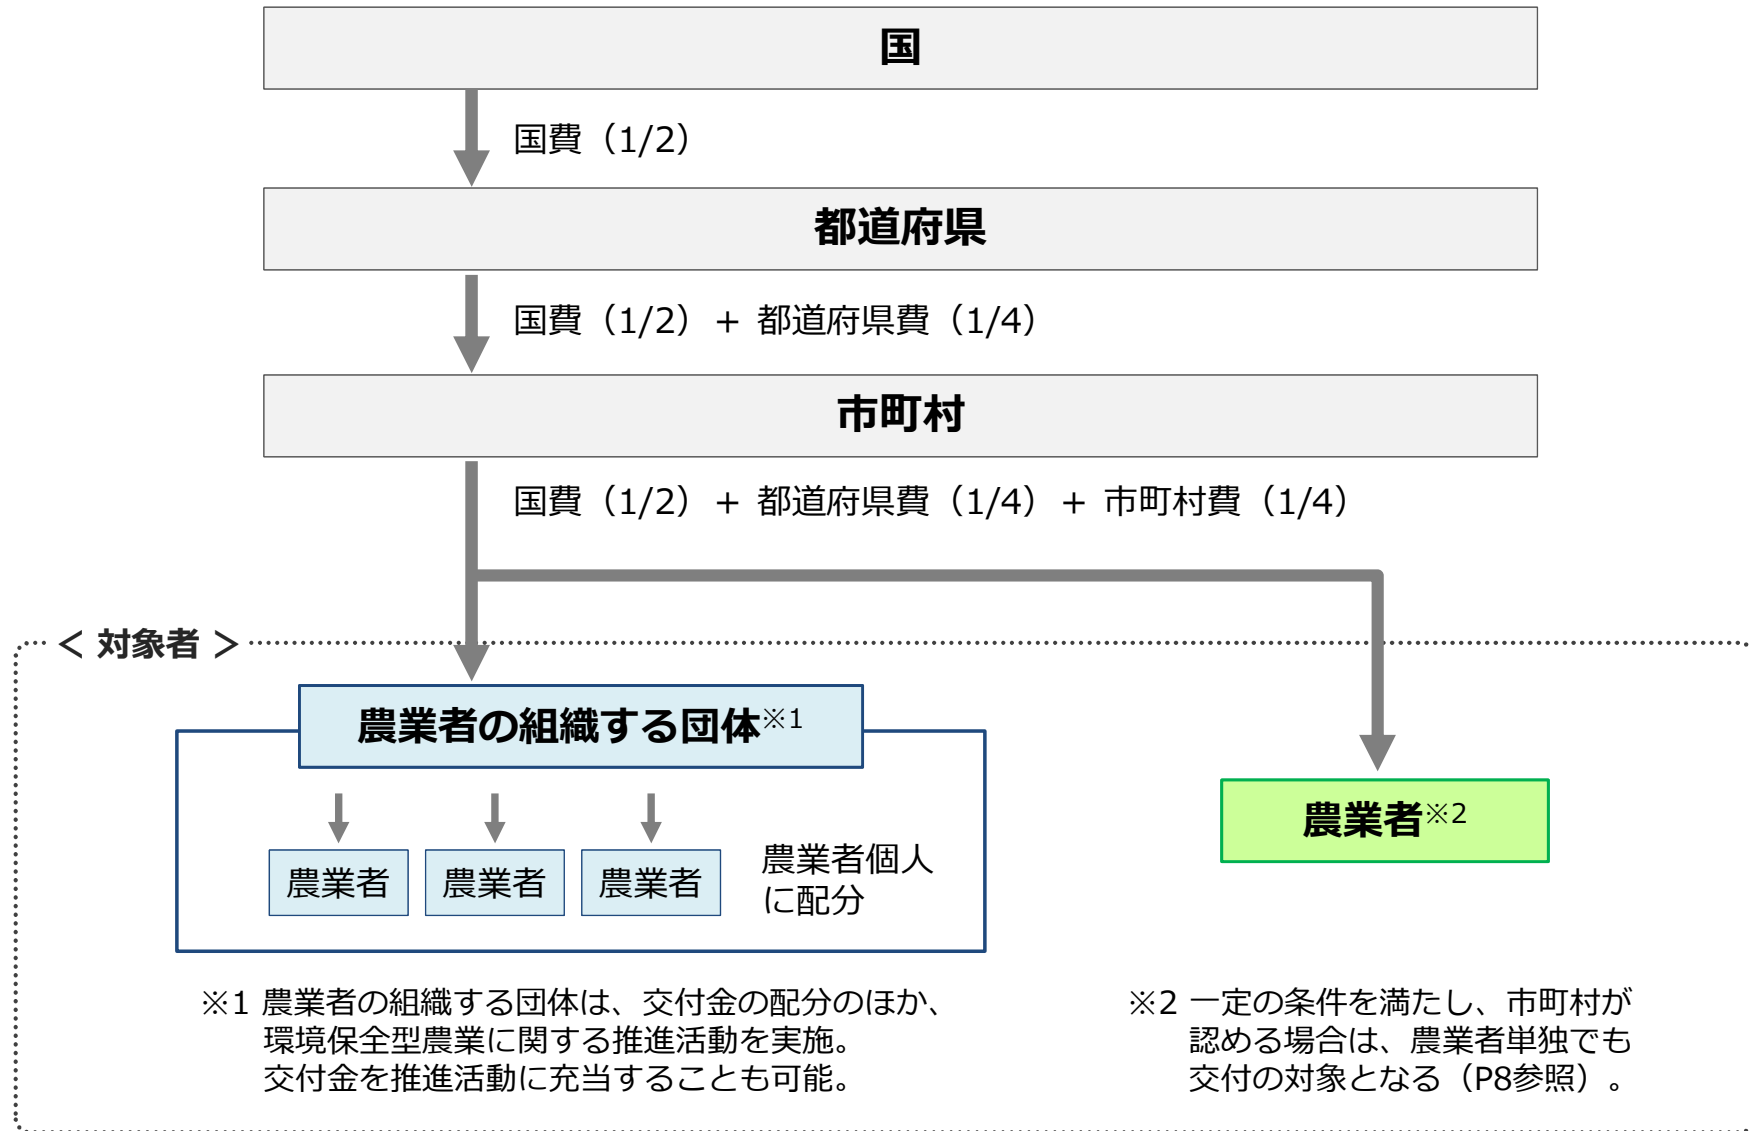 国
国費（1/2）
都道府県
国費（1/2）+ 都道府県費（1/4）
市町村
国費（1/2）+ 都道府県費（1/4）+ 市町村費（1/4）
＜ 対象者 ＞
農業者の組織する団体※1
農業者 農業者 農業者
農業者個人
に配分
農業者※2
※1 農業者の組織する団体は、交付金の配分のほか、
環境保全型農業に関する推進活動を実施。
交付金を推進活動に充当することも可能。
※2 一定の条件を満たし、市町村が
認める場合は、農業者単独でも
交付の対象となる（P8参照）。